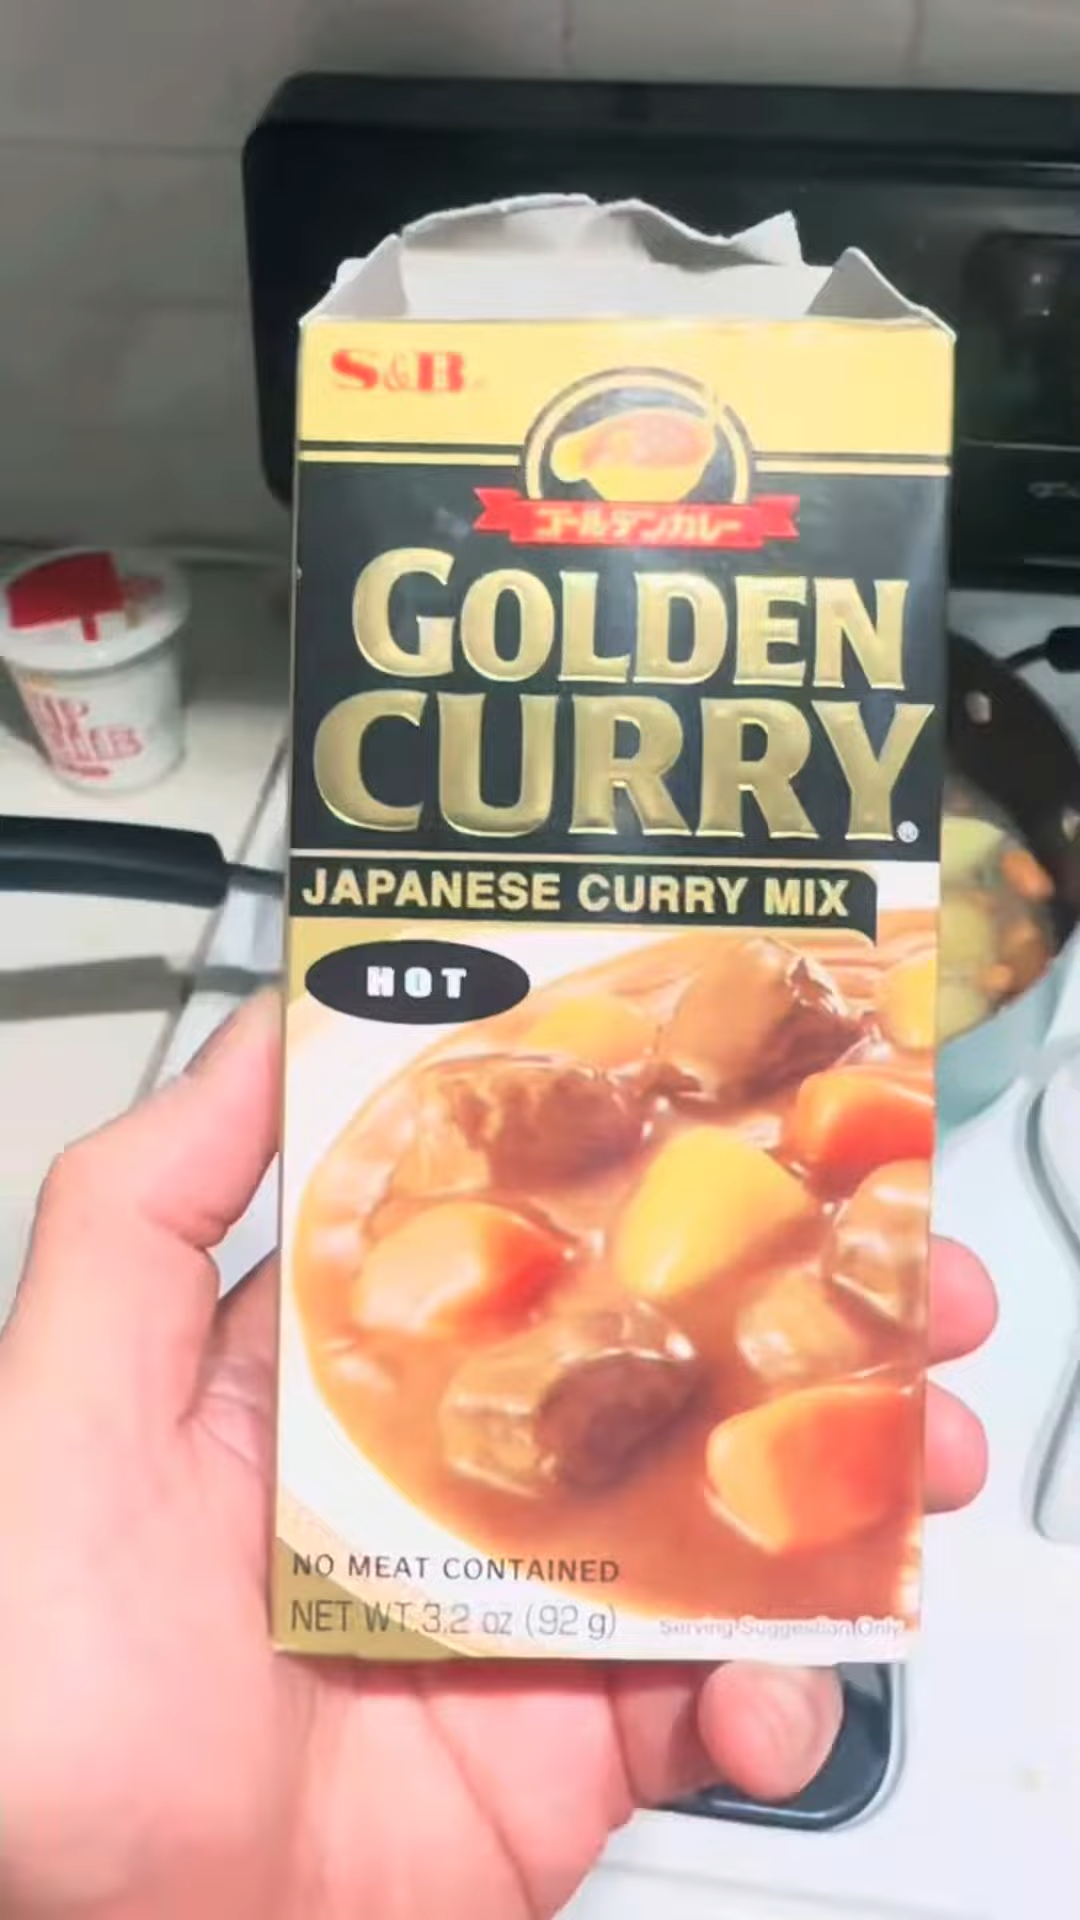 S&B
ゴールデンカレー
GOLDEN
CURRY®
JAPANESE CURRY MIX
HOT
NO MEAT CONTAINED
NET WT.3.2 oz (92 g)
Serving Suggestion Only